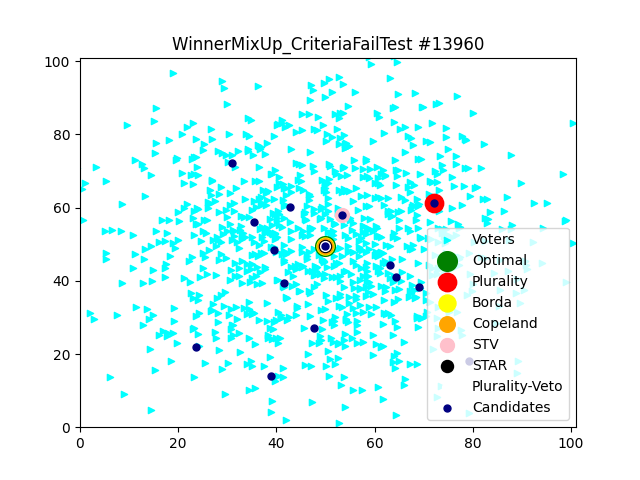 WinnerMixUp_CriteriaFailTest #13960
100
80
60
40
20
0
0
20
40
60
80
100
Voters
Optimal
Plurality
Borda
Copeland
STV
STAR
Plurality-Veto
Candidates